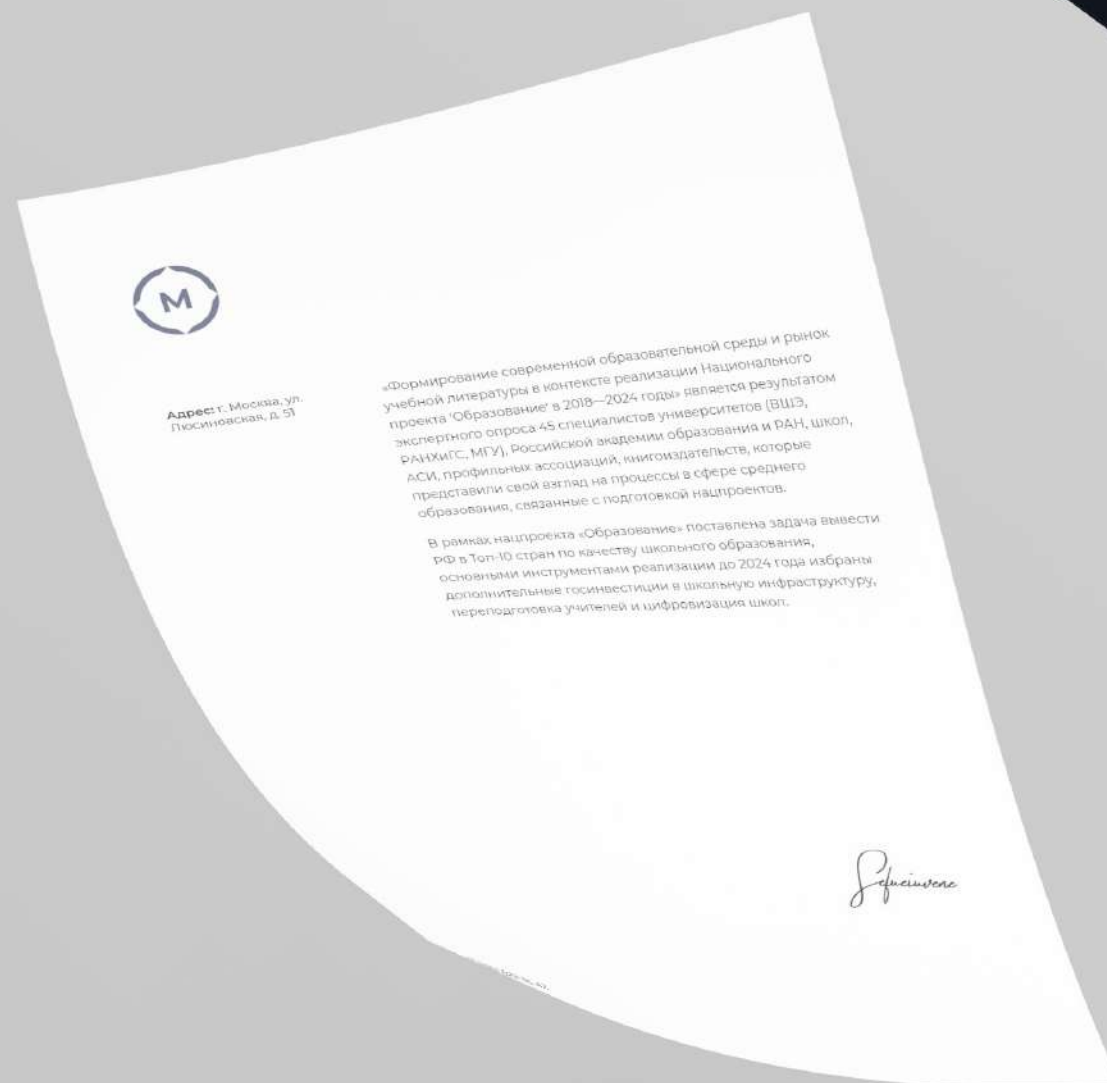 М
Адрес: г. Москва, ул.
Люсиновская, д. 51
«Формирование современной образовательной среды и рынок
учебной литературы в контексте реализации Национального
проекта 'Образование' в 2018—2024 годы» является результатом
экспертного опроса 45 специалистов университетов (ВШЭ,
РАНХиГС, МГУ), Российской академии образования и РАН, школ,
АСИ, профильных ассоциаций, книгоиздательств, которые
представили свой взгляд на процессы в сфере среднего
образования, связанные с подготовкой нацпроектов.
В рамках нацпроекта «Образование» поставлена задача вывести
РФ в Топ-10 стран по качеству школьного образования,
основными инструментами реализации до 2024 года избраны
дополнительные госинвестиции в школьную инфраструктуру,
переподготовка учителей и цифровизация школ.